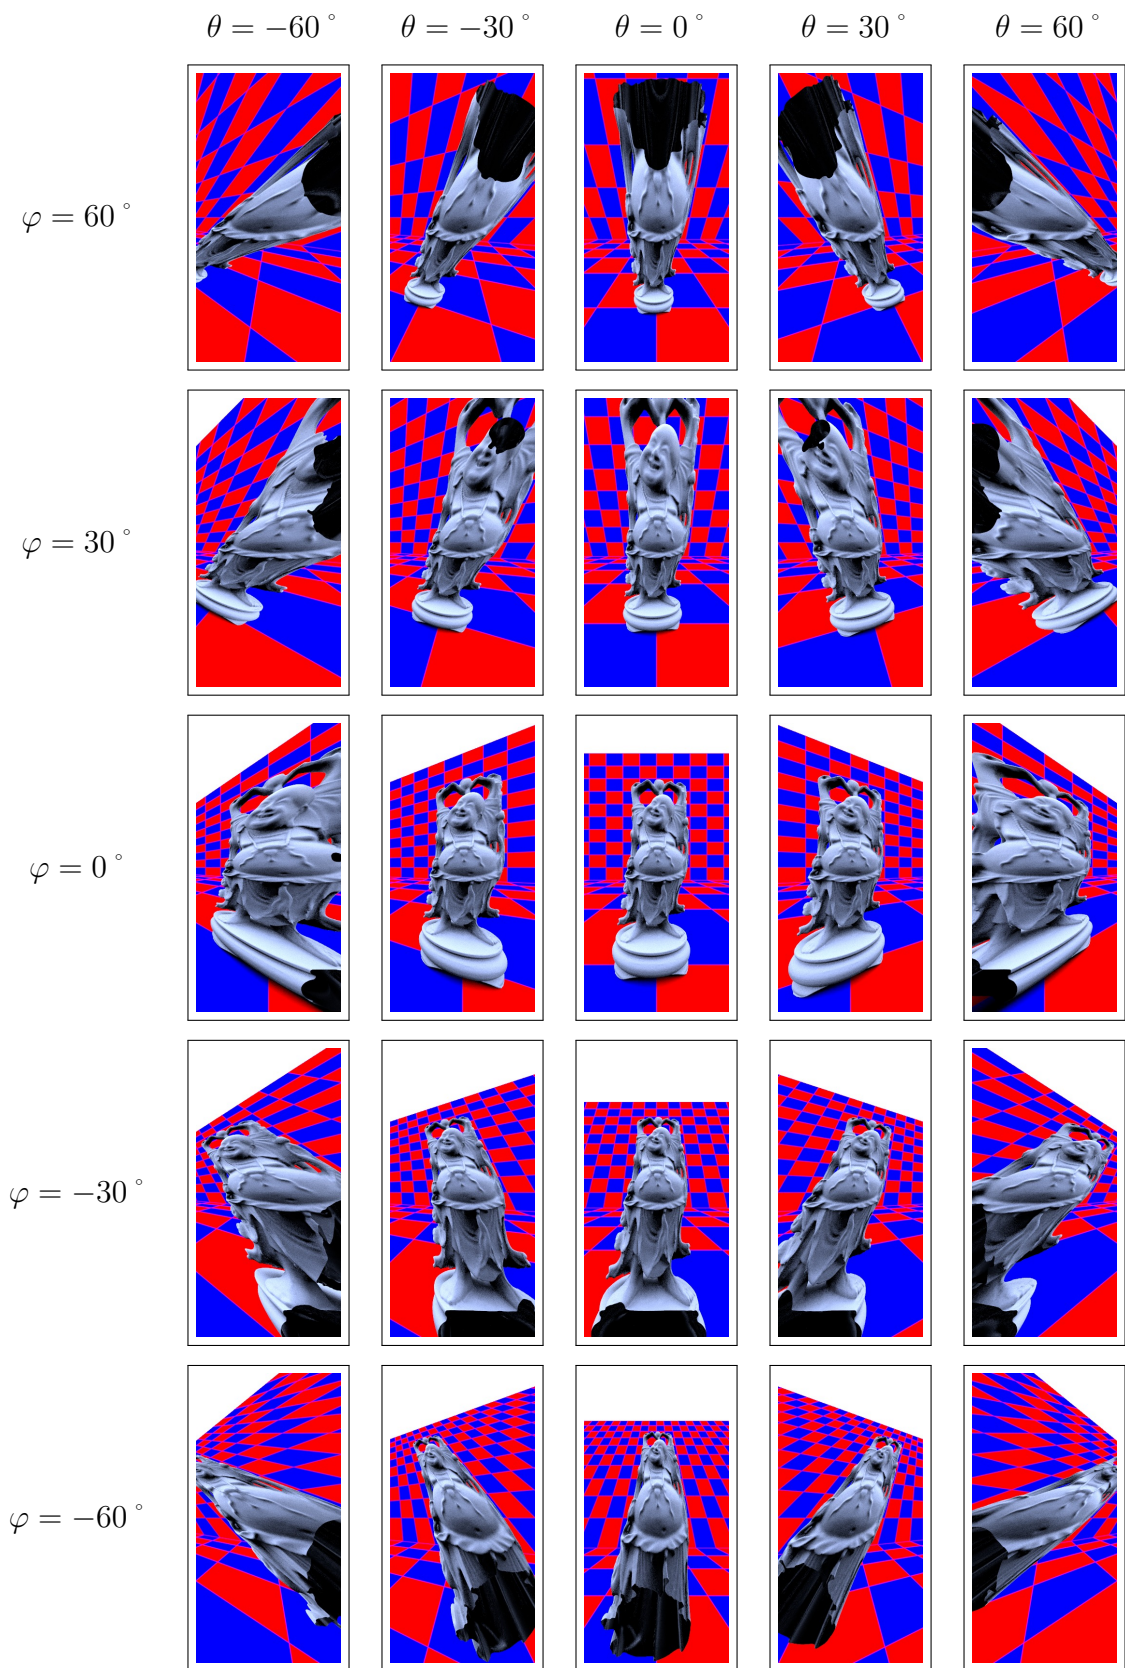 θ = −60° θ = −30° θ = 0° θ = 30° θ = 60°
φ = 60°
φ = 30°
φ = 0°
φ = −30°
φ = −60°